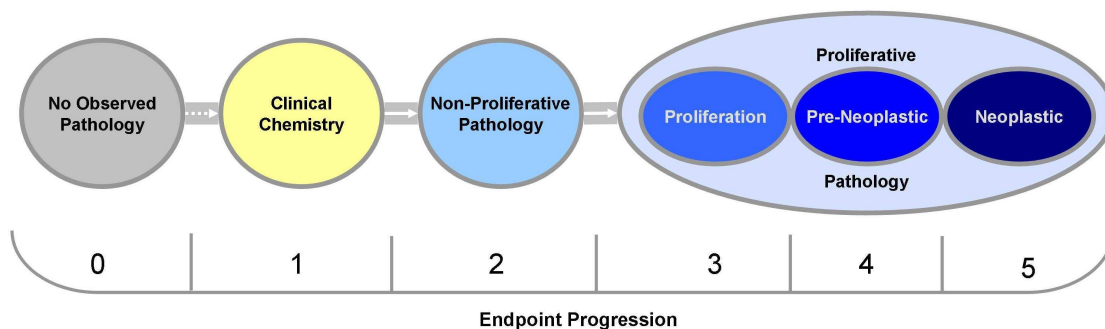 Proliferative
No Observed
Pathology
Clinical
Chemistry
Non-Proliferative
Pathology
Proliferation
Pre-Neoplastic
Neoplastic
Pathology
0
1
2
3
4
5
Endpoint Progression